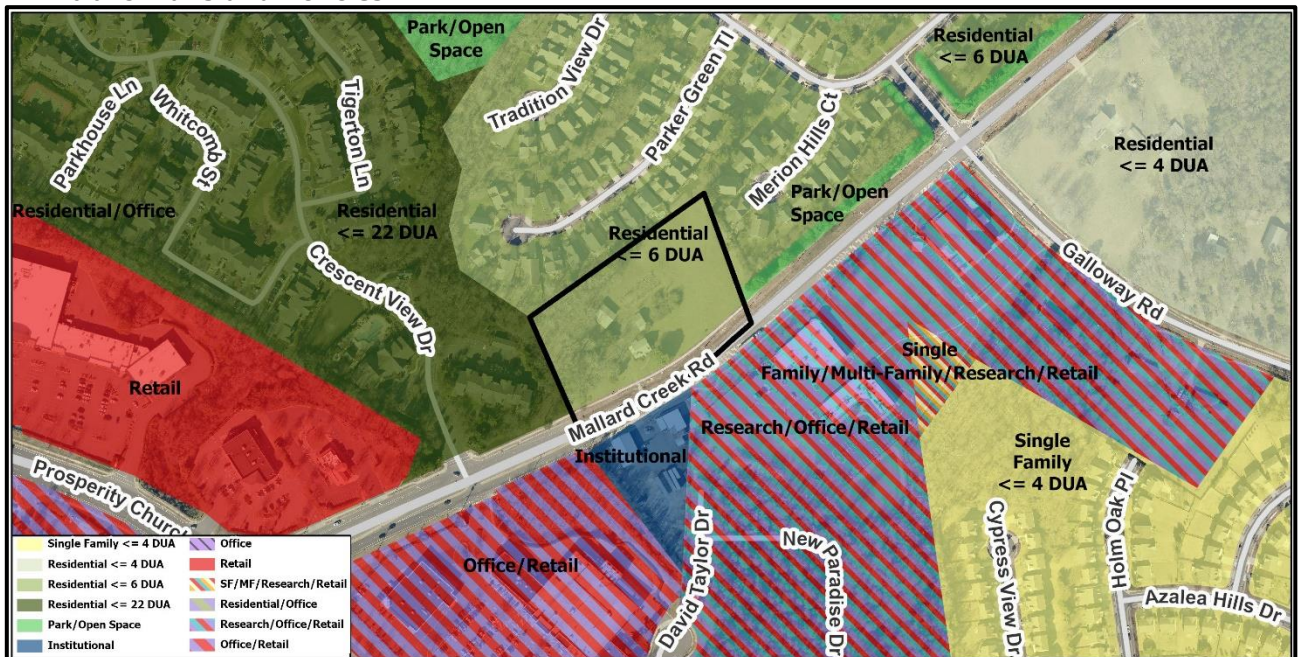 Park/Open
Space
Residential
<= 6 DUA
Tradition View Dr
Parker Green Tl
Merion Hills Ct
Parkhouse Ln
Whitcomb St
Tigerton Ln
Residential
<= 4 DUA
Residential/Office
Residential
<= 22 DUA
Park/Open
Space
Residential
<= 6 DUA
Crescent View Dr
Galloway Rd
Retail
Mallard Creek Rd
Single
Family/Multi-Family/Research/Retail
Research/Office/Retail
Institutional
Single
Family
<= 4 DUA
Prosperity Church
Office/Retail
David Taylor Dr
New Paradise Dr
Cypress View Dr
Holm Oak Pl
Azalea Hills Dr
Single Family <= 4 DUA
Residential <= 4 DUA
Residential <= 6 DUA
Residential <= 22 DUA
Park/Open Space
Institutional
Office
Retail
SF/MF/Research/Retail
Residential/Office
Research/Office/Retail
Office/Retail